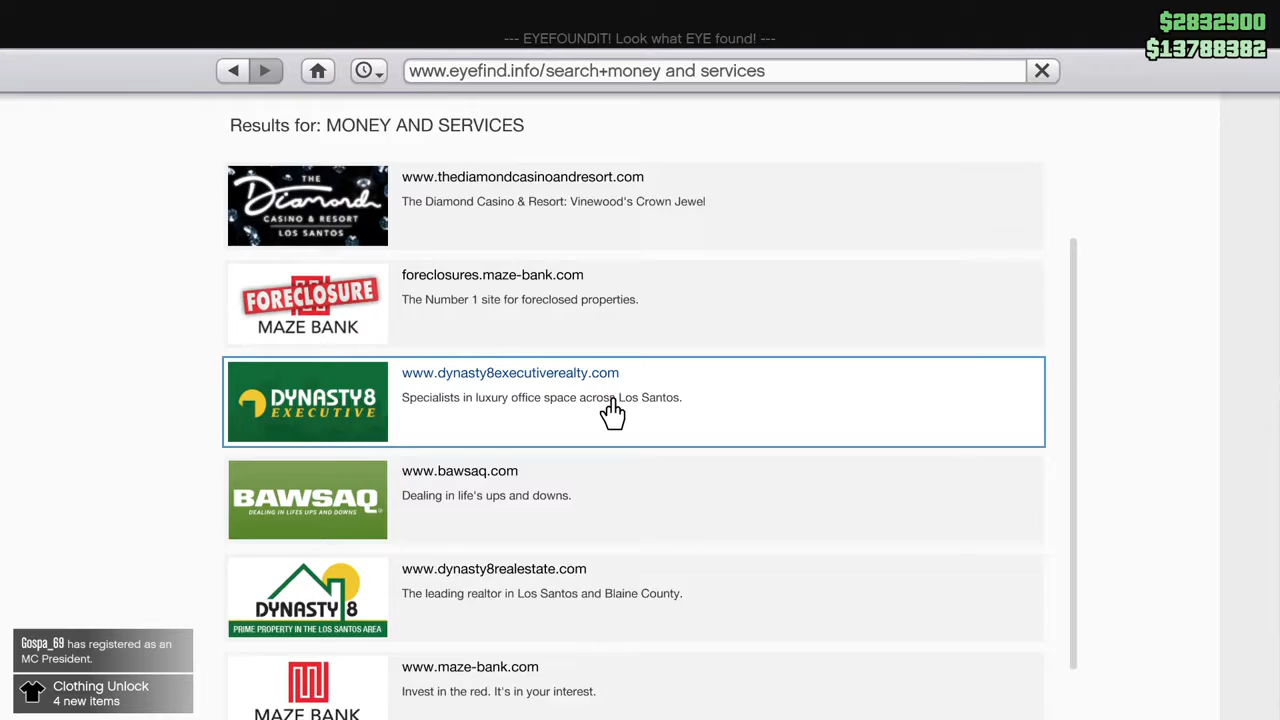 $2832900
--- EYEFOUNDIT! Look what EYE found! ---
$13788382
www.eyefind.info/search+money and services
Results for: MONEY AND SERVICES
THE
Diamond
CASINO & RESORT
LOS SANTOS
www.thediamondcasinoandresort.com
The Diamond Casino & Resort: Vinewood's Crown Jewel
FORECLOSURE
MAZE BANK
foreclosures.maze-bank.com
The Number 1 site for foreclosed properties.
DYNASTY8
EXECUTIVE
www.dynasty8executiverealty.com
Specialists in luxury office space across Los Santos.
BAWSAQ
DEALING IN LIFES UPS AND DOWNS
www.bawsaq.com
Dealing in life's ups and downs.
DYNASTY 8
PRIME PROPERTY IN THE LOS SANTOS AREA
www.dynasty8realestate.com
The leading realtor in Los Santos and Blaine County.
MAZE BANK
www.maze-bank.com
Invest in the red. It's in your interest.
Gospa_69 has registered as an
MC President.
Clothing Unlock
4 new items